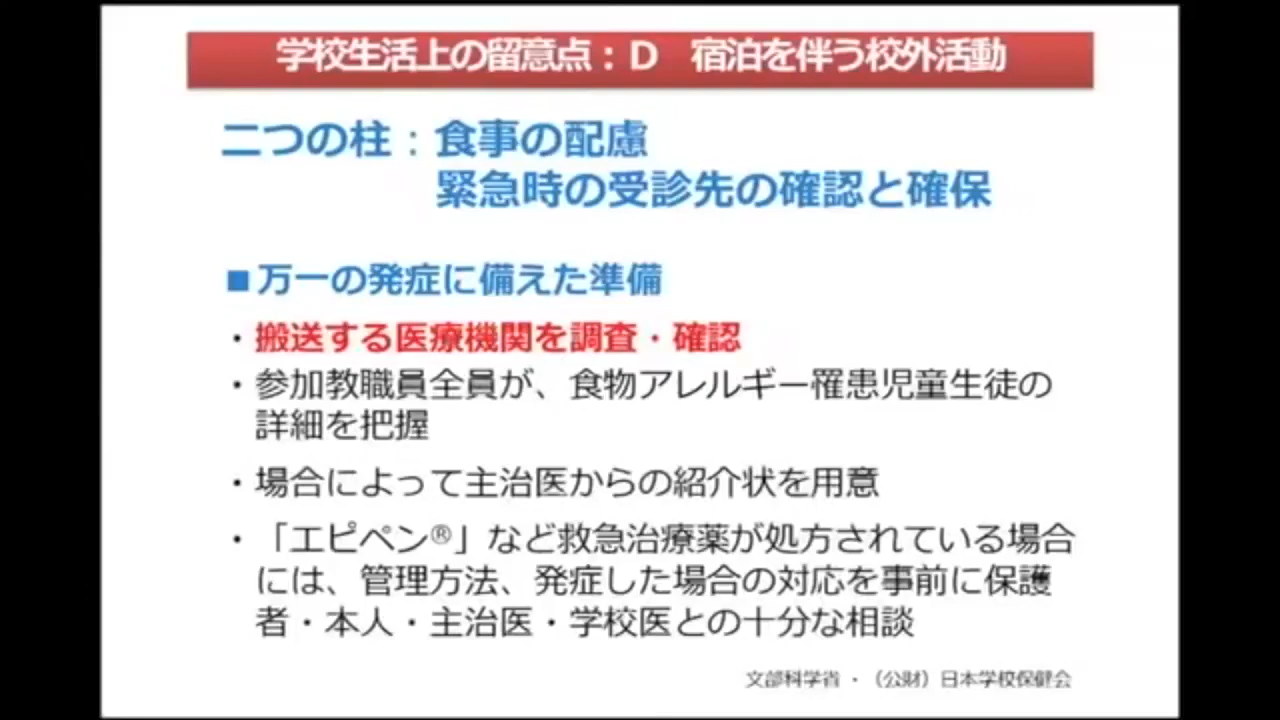 学校生活上の留意点：D　宿泊を伴う校外活動
二つの柱：食事の配慮
緊急時の受診先の確認と確保
■万一の発症に備えた準備
・搬送する医療機関を調査・確認
・参加教職員全員が、食物アレルギー罹患児童生徒の
詳細を把握
・場合によって主治医からの紹介状を用意
・「エピペン®」など救急治療薬が処方されている場合
には、管理方法、発症した場合の対応を事前に保護
者・本人・主治医・学校医との十分な相談
文部科学省・（公財）日本学校保健会